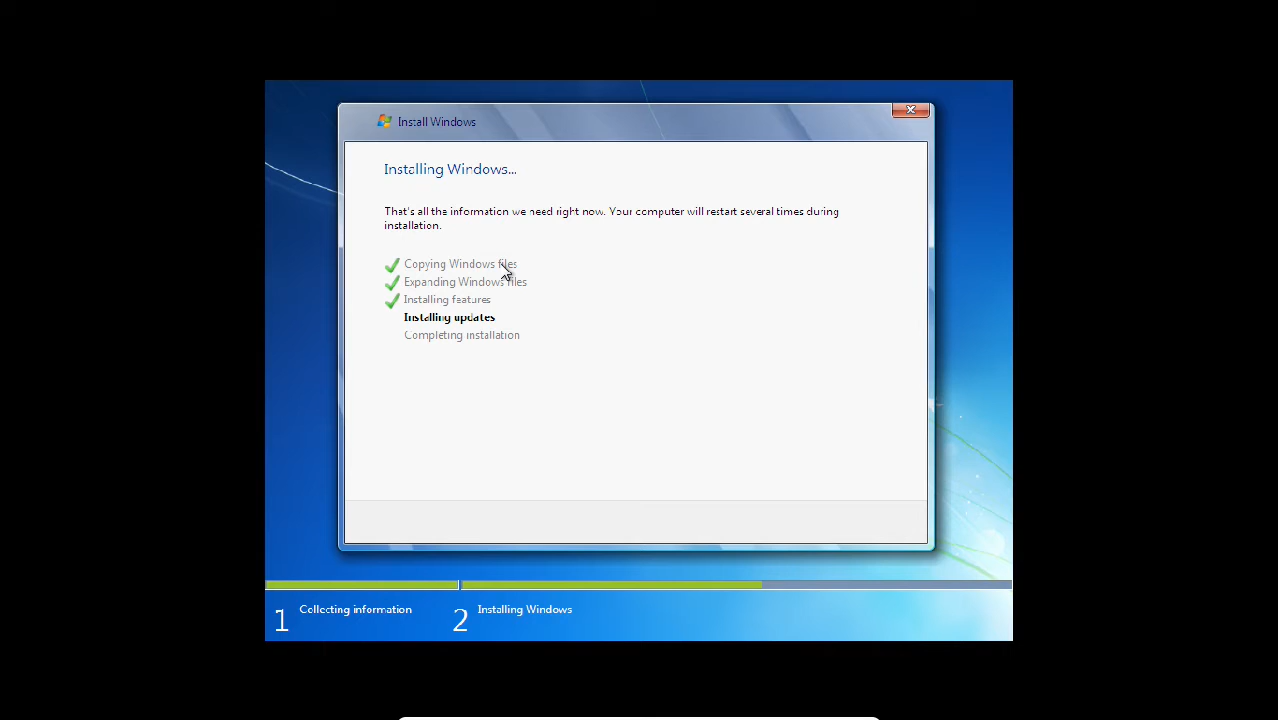 Install Windows
Installing Windows...
That's all the information we need right now. Your computer will restart several times during
installation.
Copying Windows files
Expanding Windows files
Installing features
Installing updates
Completing installation
1 Collecting information
2 Installing Windows